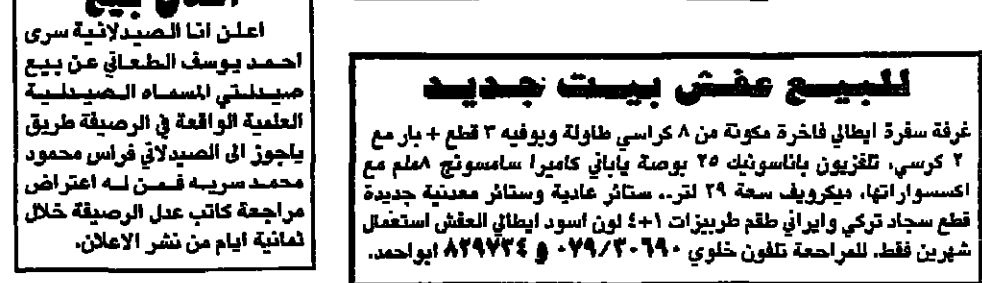 اعلان بيع
اعلن انا الصيدلانية سرى
احمد يوسف الطعاني عن بيع
صيدلتي المسماه الصيدلية
العلمية الواقعة في الرصيفة طريق
ياجوز الى الصيدلاني فراس محمود
محمد سريه فمن له اعتراض
مراجعة كاتب عدل الرصيفة خلال
ثمانية ايام من نشر الاعلان.
للبيع عفش بيت جديد
غرفة سفرة ايطالي فاخرة مكونة من ٨ كراسي طاولة وبوفيه ٣ قطع + بار مع
٢ كرسي، تلفزيون باناسونيك ٢٥ بوصة ياباني كاميرا سامسونج ٨ملم مع
اكسسواراتها، ميكرويف سعة ٢٩ لتر.. ستائر عادية وستائر معدنية جديدة
قطع سجاد تركي وايراني طقم طربيزات ١+٤ لون اسود ايطالي العفش استعمل
شهرين فقط. للمراجعة تلفون خلوي ٠٧٩/٣٠٦٩٠ و ٨٢٩٧٣٤ ابواحمد.